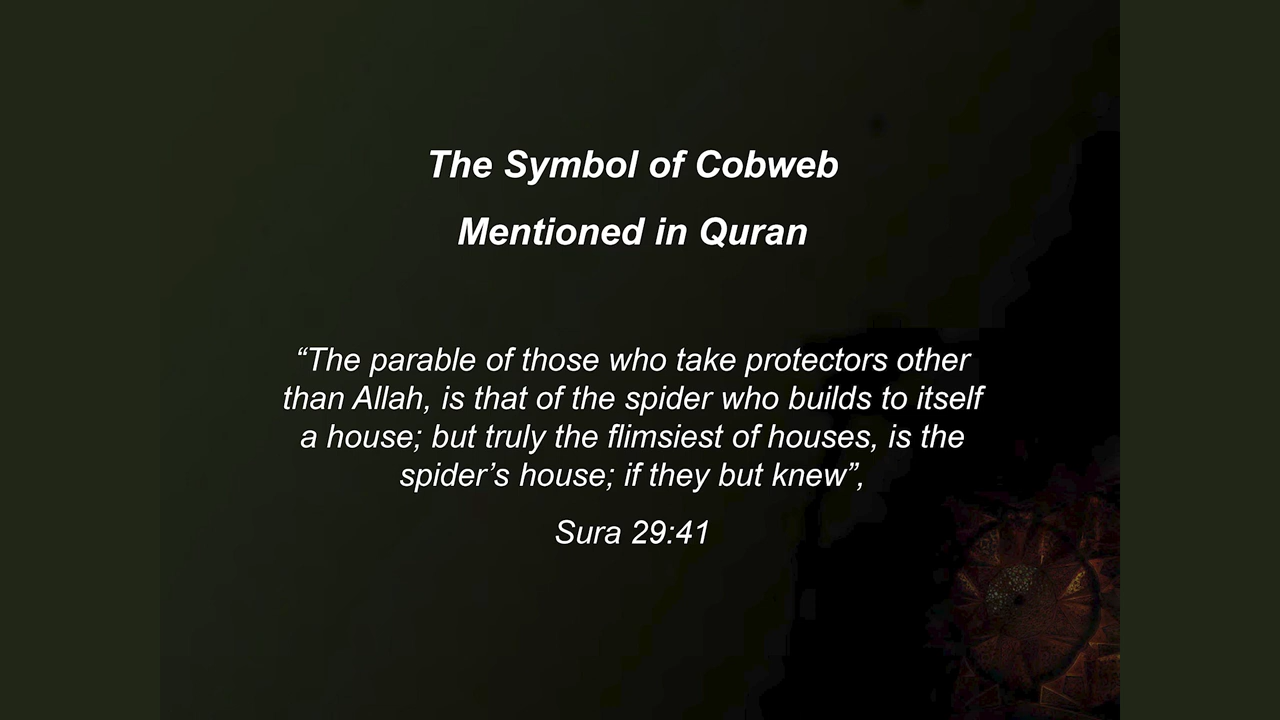 The Symbol of Cobweb
Mentioned in Quran
“The parable of those who take protectors other
than Allah, is that of the spider who builds to itself
a house; but truly the flimsiest of houses, is the
spider’s house; if they but knew”,
Sura 29:41